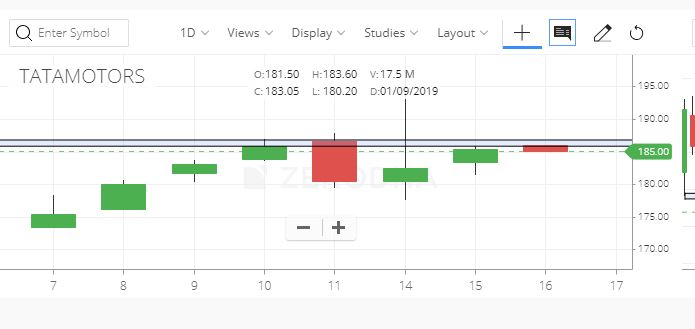 Enter Symbol 1D Views Display Studies Layout
TATAMOTORS
O: 181.50 H: 183.60 V: 17.5 M
C: 183.05 L: 180.20 D: 01/09/2019
195.00
190.00
185.00
180.00
175.00
170.00
7 8 9 10 11 14 15 16 17